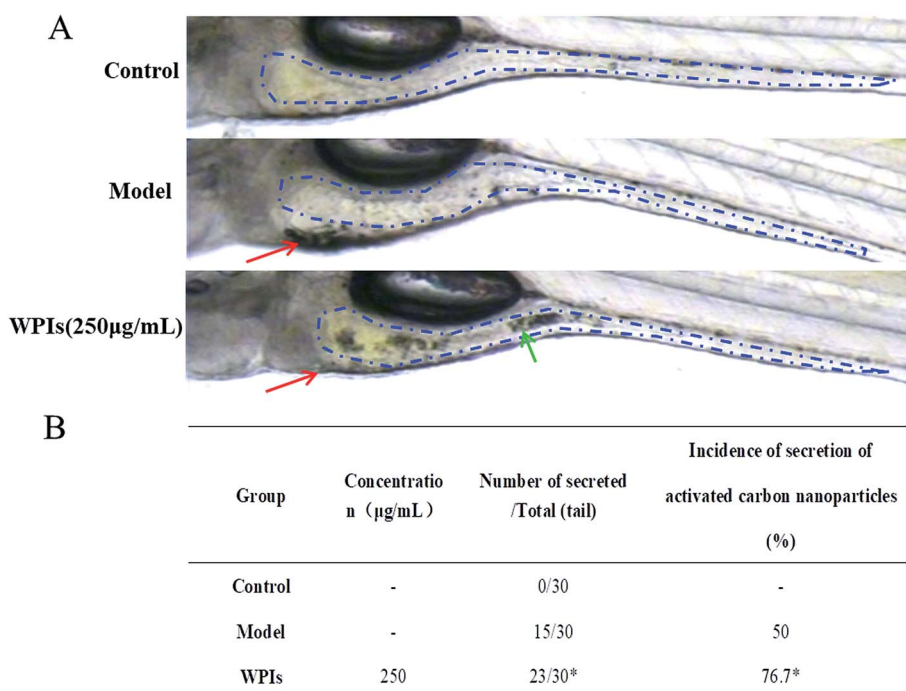 A
Control
Model
WPIs(250μg/mL)
B
Group
Concentratio
n（μg/mL）
Number of secreted
/Total (tail)
Incidence of secretion of
activated carbon nanoparticles
(%)
Control - 0/30 -
Model - 15/30 50
WPIs 250 23/30* 76.7*